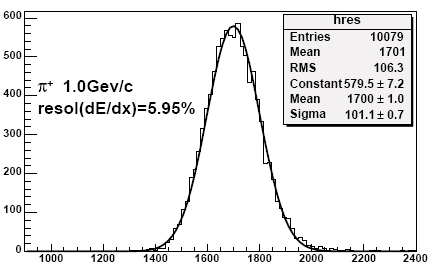 600
500
400
300
200
100
0
π+ 1.0Gev/c
resol(dE/dx)=5.95%
hres
Entries 10079
Mean 1701
RMS 106.3
Constant 579.5 ± 7.2
Mean 1700 ± 1.0
Sigma 101.1 ± 0.7
1000 1200 1400 1600 1800 2000 2200 2400